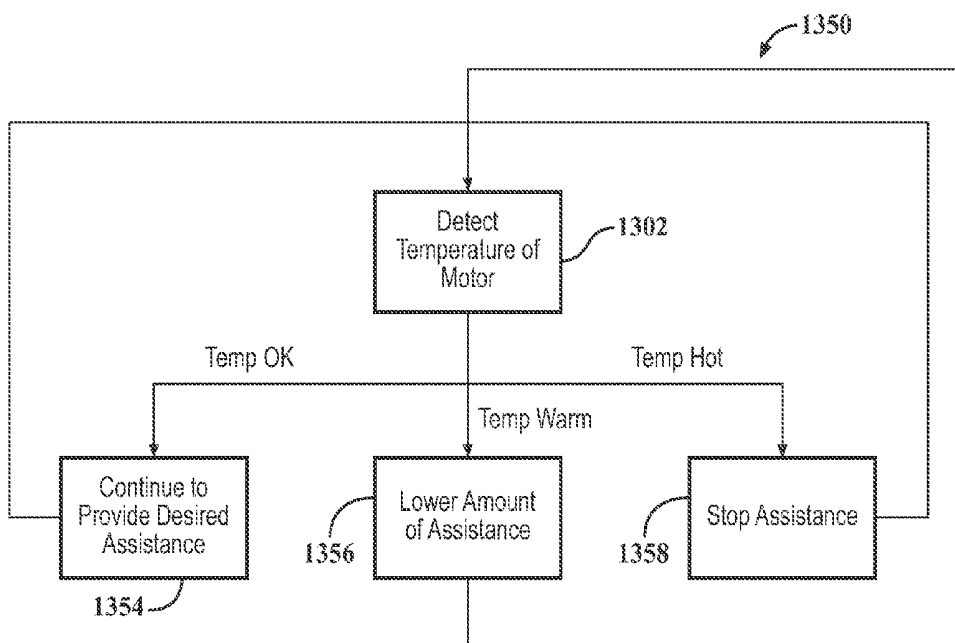 1350
Detect
Temperature of
Motor
1302
Temp OK
Temp Hot
Temp Warm
Continue to
Provide Desired
Assistance
1354
Lower Amount
of Assistance
1356
Stop Assistance
1358